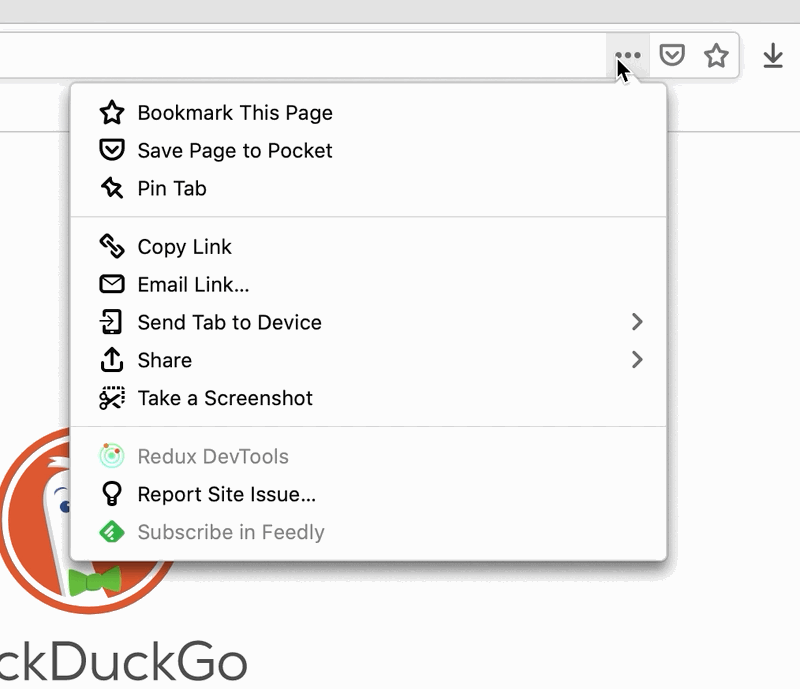 Bookmark This Page
Save Page to Pocket
Pin Tab
Copy Link
Email Link...
Send Tab to Device
Share
Take a Screenshot
Redux DevTools
Report Site Issue...
Subscribe in Feedly
ckDuckGo